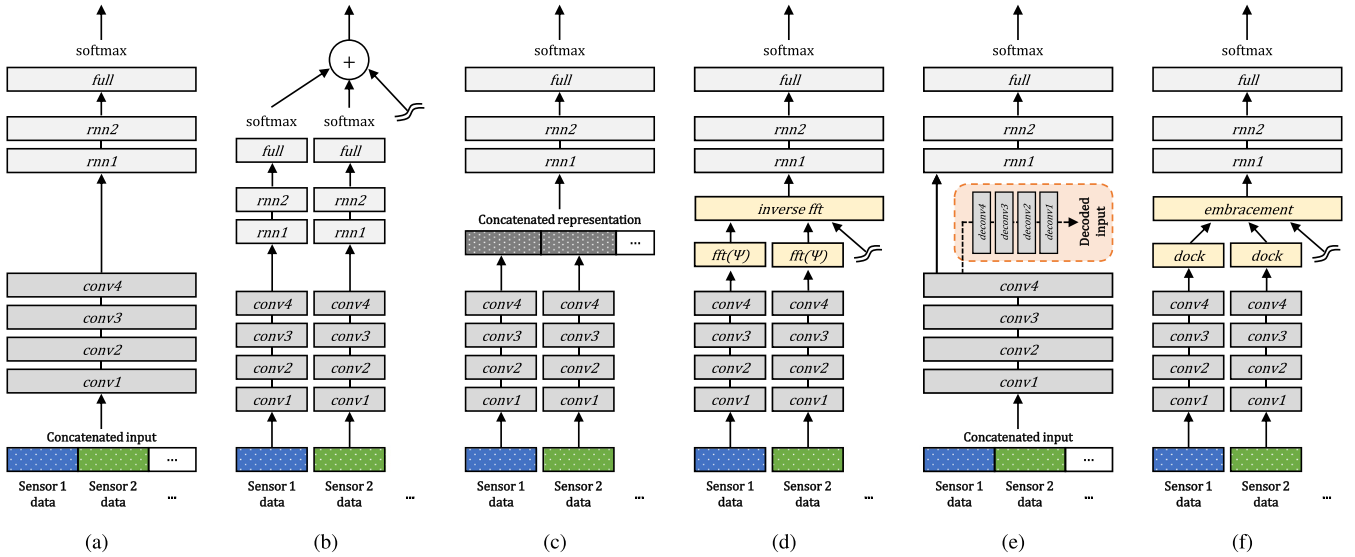 softmax
full
rnn2
rnn1
conv4
conv3
conv2
conv1
Concatenated input
...
Sensor 1
data
Sensor 2
data
...
(a)
+
softmax
softmax
full
full
rnn2
rnn2
rnn1
rnn1
conv4
conv4
conv3
conv3
conv2
conv2
conv1
conv1
Sensor 1
data
Sensor 2
data
...
(b)
softmax
full
rnn2
rnn1
Concatenated representation
...
conv4
conv4
conv3
conv3
conv2
conv2
conv1
conv1
Sensor 1
data
Sensor 2
data
...
(c)
softmax
full
rnn2
rnn1
inverse fft
fft(Ψ)
fft(Ψ)
conv4
conv4
conv3
conv3
conv2
conv2
conv1
conv1
Sensor 1
data
Sensor 2
data
...
(d)
softmax
full
rnn2
rnn1
deconv4
deconv3
deconv2
deconv1
Decoded
input
conv4
conv3
conv2
conv1
Concatenated input
...
Sensor 1
data
Sensor 2
data
...
(e)
softmax
full
rnn2
rnn1
embracement
dock
dock
conv4
conv4
conv3
conv3
conv2
conv2
conv1
conv1
Sensor 1
data
Sensor 2
data
...
(f)